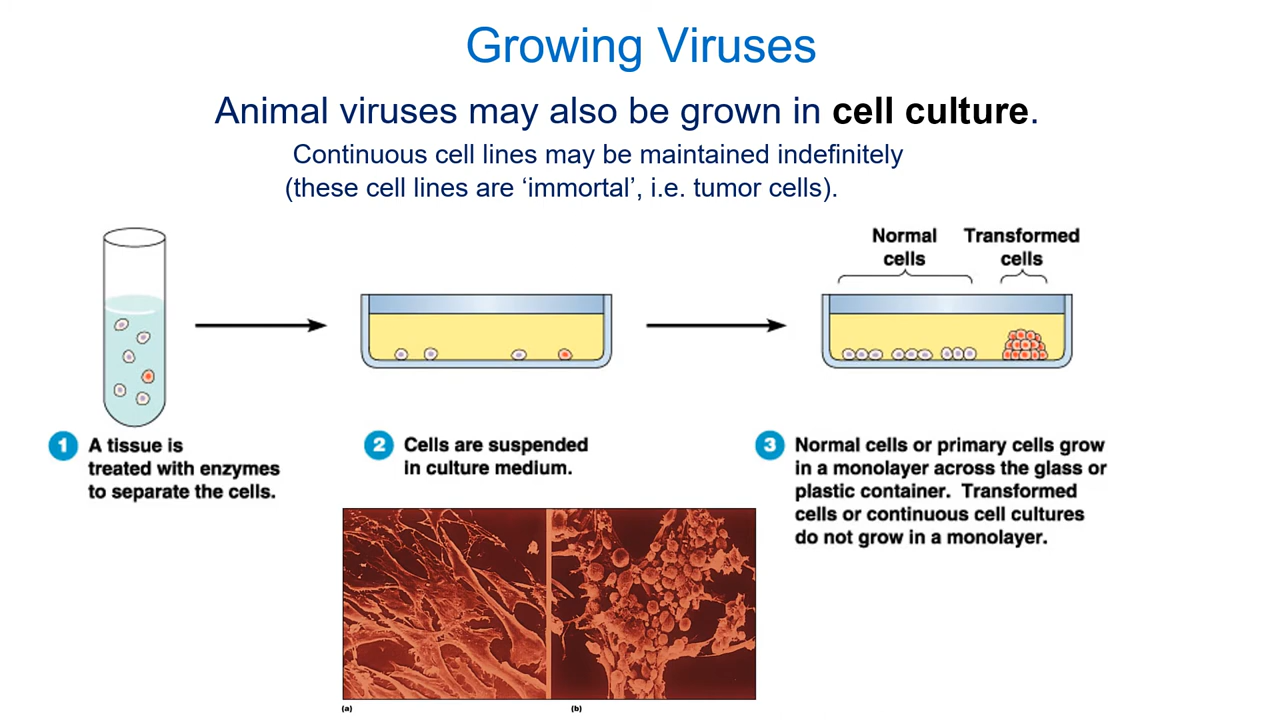 Growing Viruses
Animal viruses may also be grown in cell culture.
Continuous cell lines may be maintained indefinitely
(these cell lines are ‘immortal’, i.e. tumor cells).
Normal
cells
Transformed
cells
1 A tissue is
treated with enzymes
to separate the cells.
2 Cells are suspended
in culture medium.
3 Normal cells or primary cells grow
in a monolayer across the glass or
plastic container. Transformed
cells or continuous cell cultures
do not grow in a monolayer.
(a)
(b)